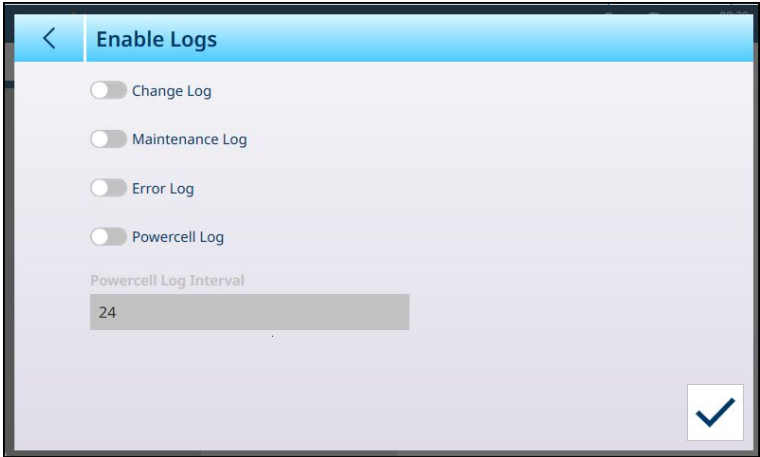 Enable Logs
Change Log
Maintenance Log
Error Log
Powercell Log
Powercell Log Interval
24